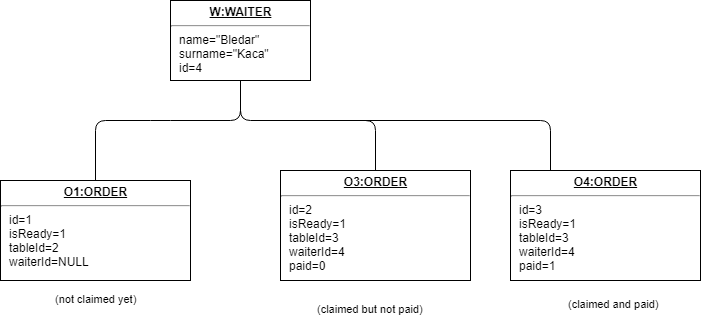 W:WAITER
name="Bledar"
surname="Kaca"
id=4
O1:ORDER
id=1
isReady=1
tableId=2
waiterId=NULL
(not claimed yet)
O3:ORDER
id=2
isReady=1
tableId=3
waiterId=4
paid=0
(claimed but not paid)
O4:ORDER
id=3
isReady=1
tableId=3
waiterId=4
paid=1
(claimed and paid)